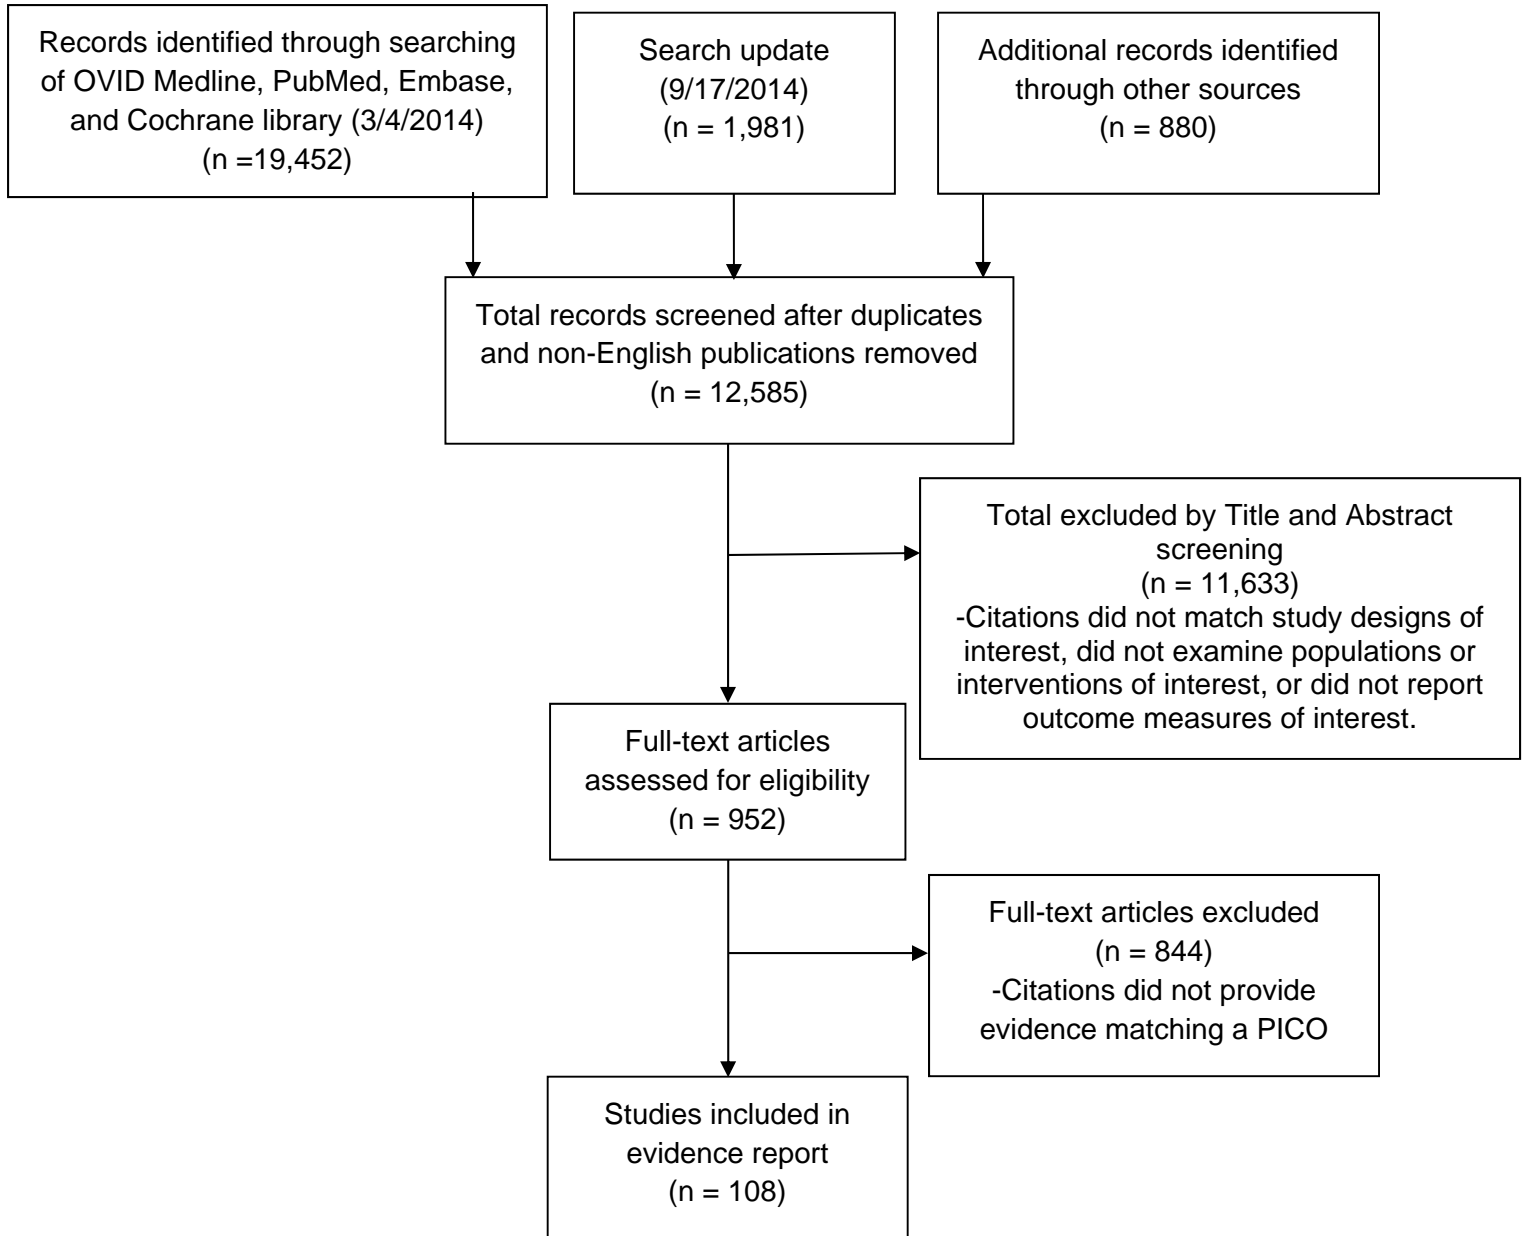 Records identified through searching
of OVID Medline, PubMed, Embase,
and Cochrane library (3/4/2014)
(n =19,452)
Search update
(9/17/2014)
(n = 1,981)
Additional records identified
through other sources
(n = 880)
Total records screened after duplicates
and non-English publications removed
(n = 12,585)
Total excluded by Title and Abstract
screening
(n = 11,633)
-Citations did not match study designs of
interest, did not examine populations or
interventions of interest, or did not report
outcome measures of interest.
Full-text articles
assessed for eligibility
(n = 952)
Full-text articles excluded
(n = 844)
-Citations did not provide
evidence matching a PICO
Studies included in
evidence report
(n = 108)